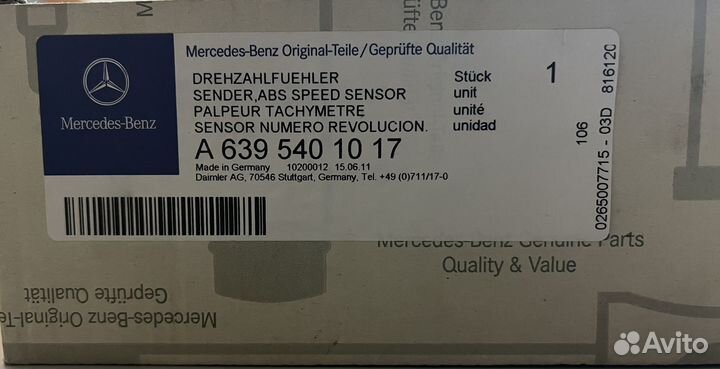 Mercedes-Benz Original-Teile/Geprüfte Qualität
Mercedes-Benz
DREHZAHLFUEHLER
SENDER,ABS SPEED SENSOR
PALPEUR TACHYMETRE
SENSOR NUMERO REVOLUCION.
Stück
unit
unité
unidad
1
A 639 540 10 17
Made in Germany 10200012 15.06.11
Daimler AG, 70546 Stuttgart, Germany, Tel. +49 (0)711/17-0
106
0265007715 - 03D 816120
Mercedes-Benz Genuine Parts
Quality & Value
Geprüfte Qualität
Mercedes-Benz Original-Te
Avito